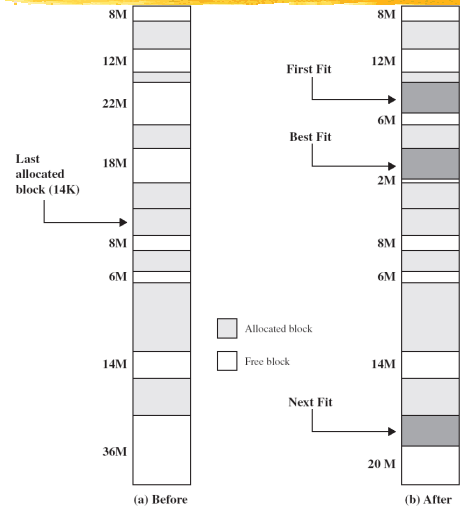 8M
12M
22M
Last
allocated
block (14K)
18M
8M
6M
14M
36M
(a) Before
Allocated block
Free block
8M
12M
First Fit
6M
Best Fit
2M
8M
6M
14M
Next Fit
20 M
(b) After